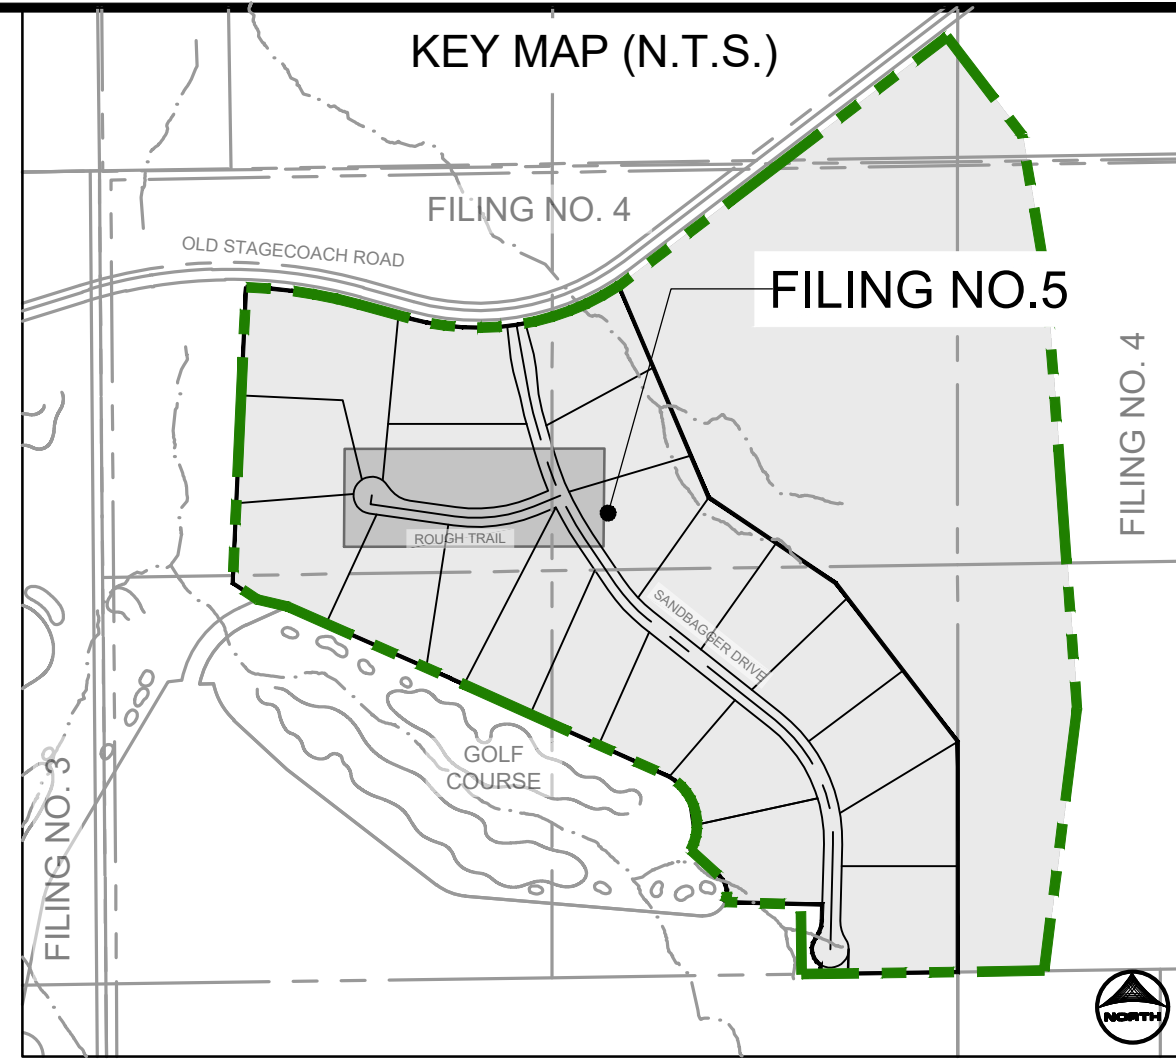 KEY MAP (N.T.S.)
FILING NO. 4
OLD STAGECOACH ROAD
FILING NO.5
FILING NO. 4
ROUGH TRAIL
SANDBAGGER DRIVE
GOLF
COURSE
FILING NO. 3
NORTH